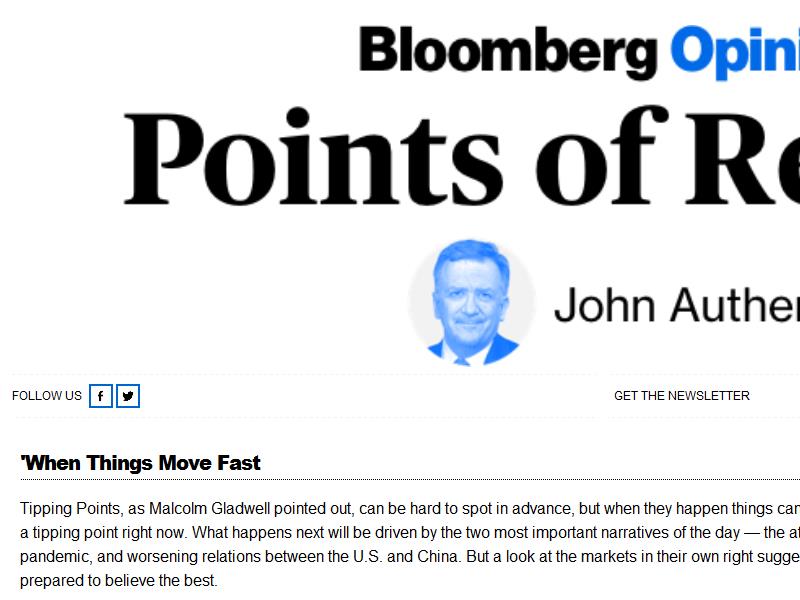 Bloomberg Opini
Points of Re
John Auther
FOLLOW US
GET THE NEWSLETTER
'When Things Move Fast
Tipping Points, as Malcolm Gladwell pointed out, can be hard to spot in advance, but when they happen things can
a tipping point right now. What happens next will be driven by the two most important narratives of the day — the at
pandemic, and worsening relations between the U.S. and China. But a look at the markets in their own right sugge
prepared to believe the best.